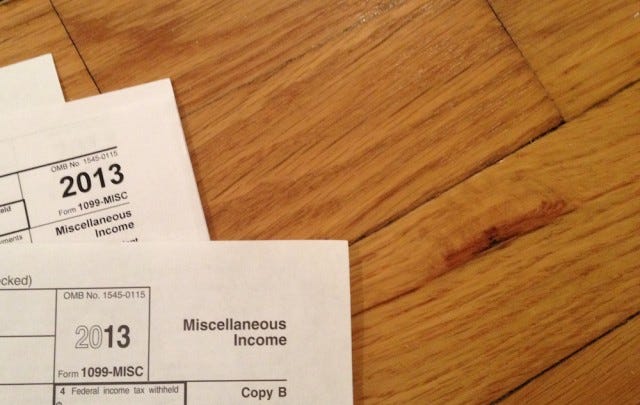 OMB No. 1545-0115
2013
Form 1099-MISC
Miscellaneous
Income
ecked)
OMB No. 1545-0115
2013
Form 1099-MISC
Miscellaneous
Income
4 Federal income tax withheld
$
Copy B